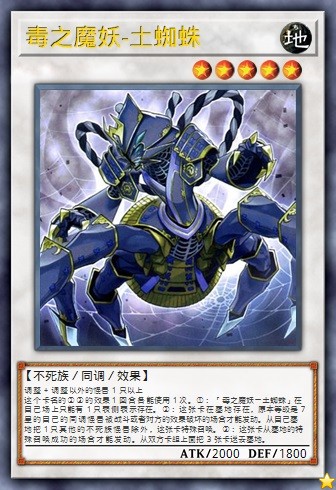 毒之魔妖-土蜘蛛
地
【不死族／同调／效果】
调整＋调整以外的怪兽1只以上
这个卡名的①②的效果1回合各能使用1次。①：「毒之魔妖-土蜘蛛」在
自己场上只能有1只表侧表示存在。①：这张卡在墓地存在，原本等级是7
星的自己的同调怪兽被战斗或者对方的效果破坏的场合才能发动。从自己墓
地把1只其他的不死族怪兽除外，这张卡特殊召唤。②：这张卡从墓地的特
殊召唤成功的场合才能发动。从双方卡组上面把3张卡送去墓地。
ATK/2000 DEF/1800